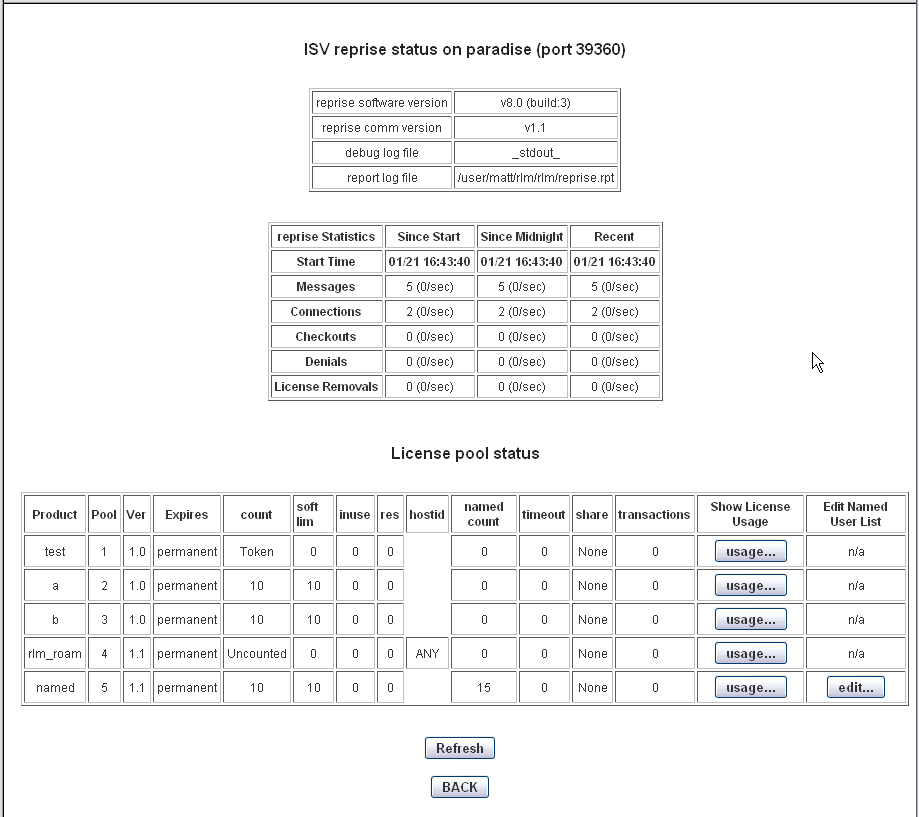 ISV reprise status on paradise (port 39360)
reprise software version v8.0 (build:3)
reprise comm version v1.1
debug log file _stdout_
report log file /user/matt/rlm/rlm/reprise.rpt
reprise Statistics Since Start Since Midnight Recent
Start Time 01/21 16:43:40 01/21 16:43:40 01/21 16:43:40
Messages 5 (0/sec) 5 (0/sec) 5 (0/sec)
Connections 2 (0/sec) 2 (0/sec) 2 (0/sec)
Checkouts 0 (0/sec) 0 (0/sec) 0 (0/sec)
Denials 0 (0/sec) 0 (0/sec) 0 (0/sec)
License Removals 0 (0/sec) 0 (0/sec) 0 (0/sec)
License pool status
Product Pool Ver Expires count soft lim inuse res hostid named count timeout share transactions Show License Usage Edit Named User List
test 1 1.0 permanent Token 0 0 0 0 0 None 0 usage... n/a
a 2 1.0 permanent 10 10 0 0 0 0 None 0 usage... n/a
b 3 1.0 permanent 10 10 0 0 0 0 None 0 usage... n/a
rlm_roam 4 1.1 permanent Uncounted 0 0 0 ANY 0 0 None 0 usage... n/a
named 5 1.1 permanent 10 10 0 0 15 0 None 0 usage... edit...
Refresh
BACK